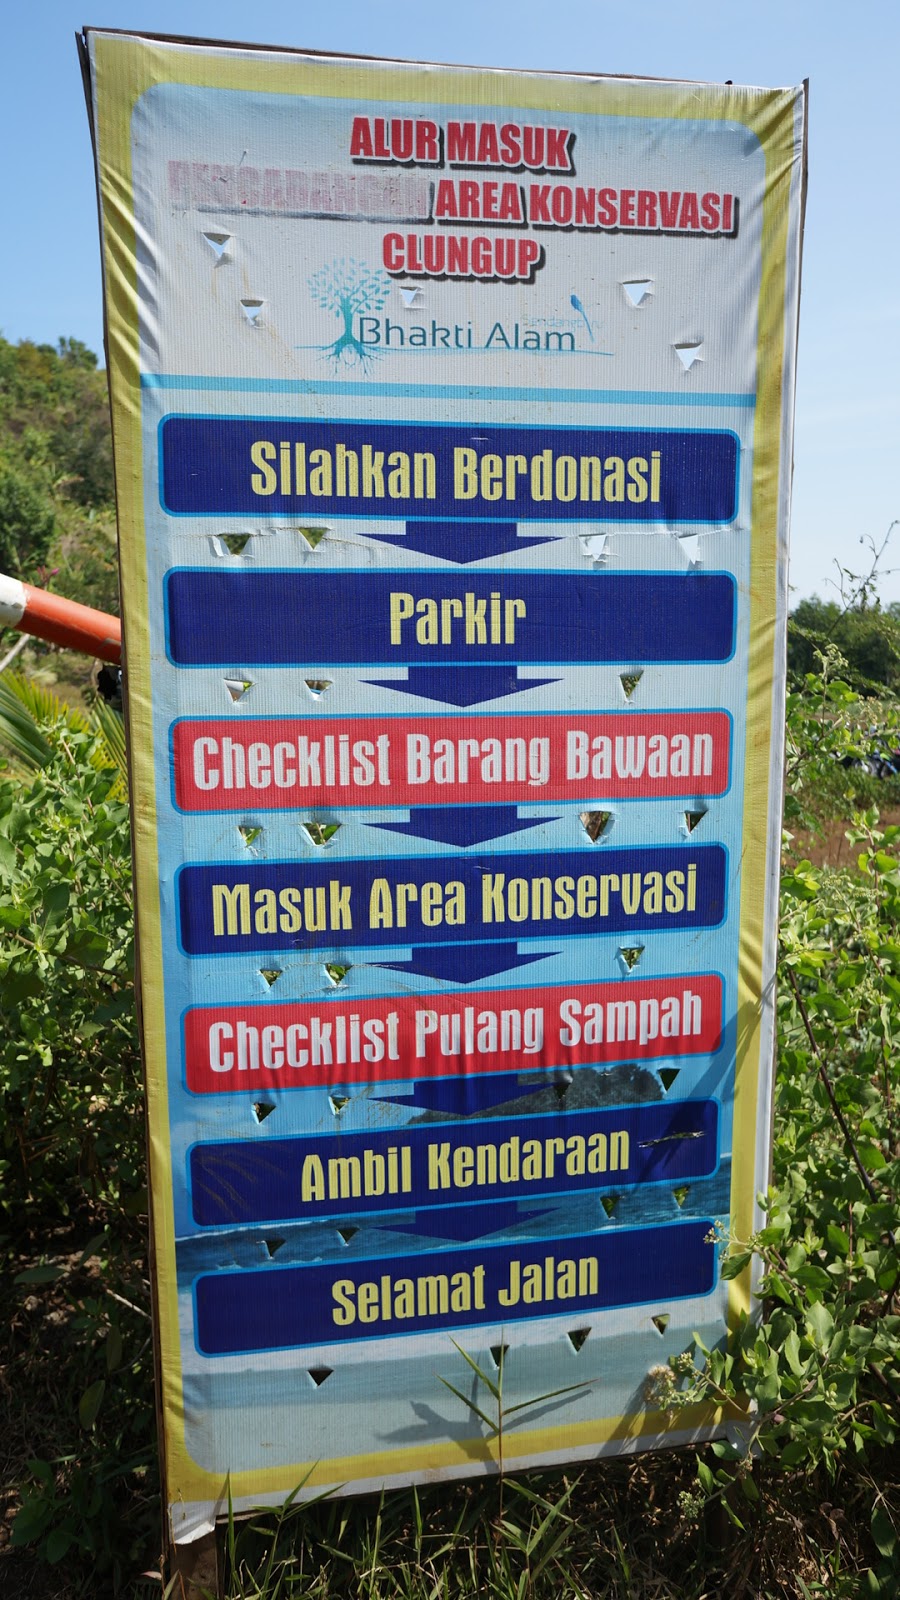 ALUR MASUK
PENCADANGAN AREA KONSERVASI
CLUNGUP
Bhakti Alam
Silahkan Berdonasi
Parkir
Checklist Barang Bawaan
Masuk Area Konservasi
Checklist Pulang Sampah
Ambil Kendaraan
Selamat Jalan